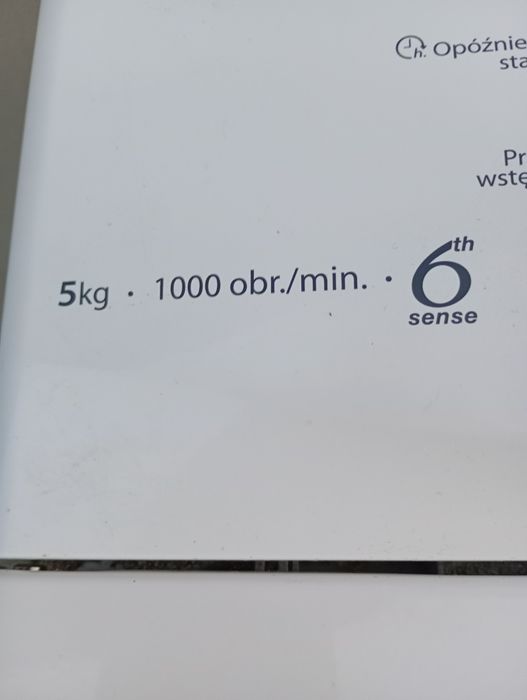 h. Opóźnie
sta
Pr
wstę
5kg · 1000 obr./min. · 6th
sense